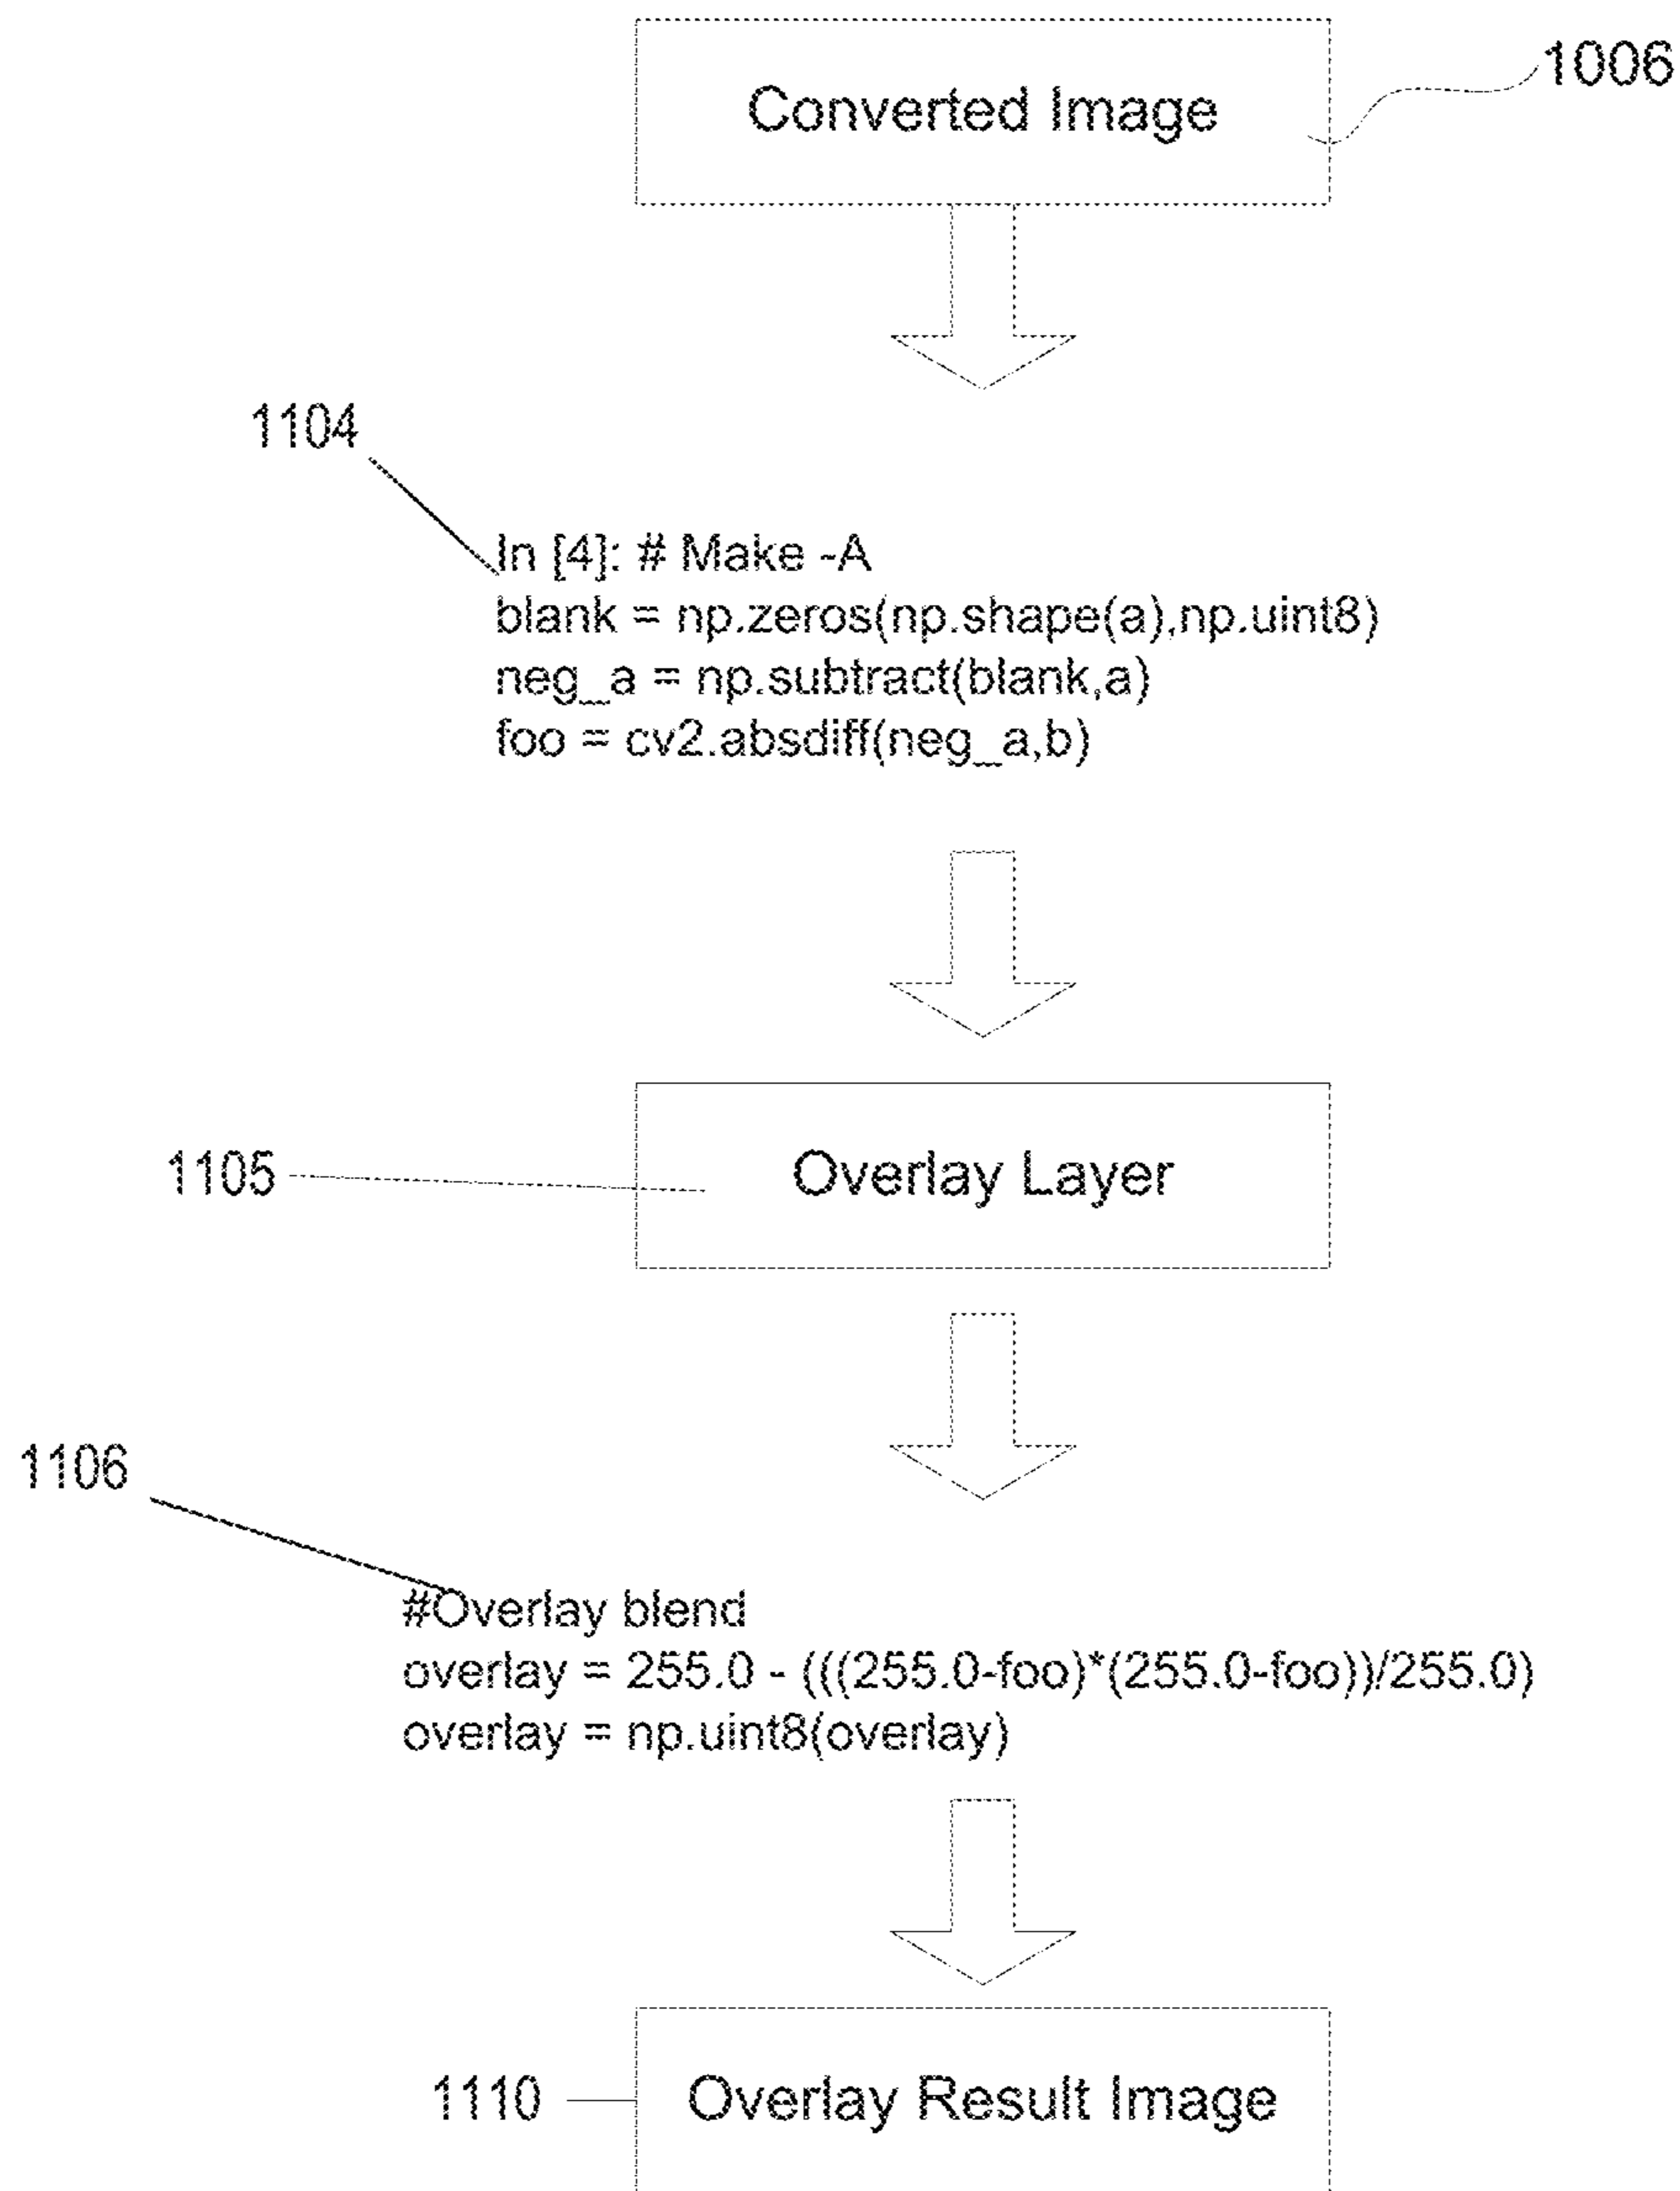 Converted Image
1006
1104
In [4]: # Make -A
blank = np.zeros(np.shape(a),np.uint8)
neg_a = np.subtract(blank,a)
foo = cv2.absdiff(neg_a,b)
1105
Overlay Layer
1106
#Overlay blend
overlay = 255.0 - (((255.0-foo)*(255.0-foo))/255.0)
overlay = np.uint8(overlay)
1110
Overlay Result Image